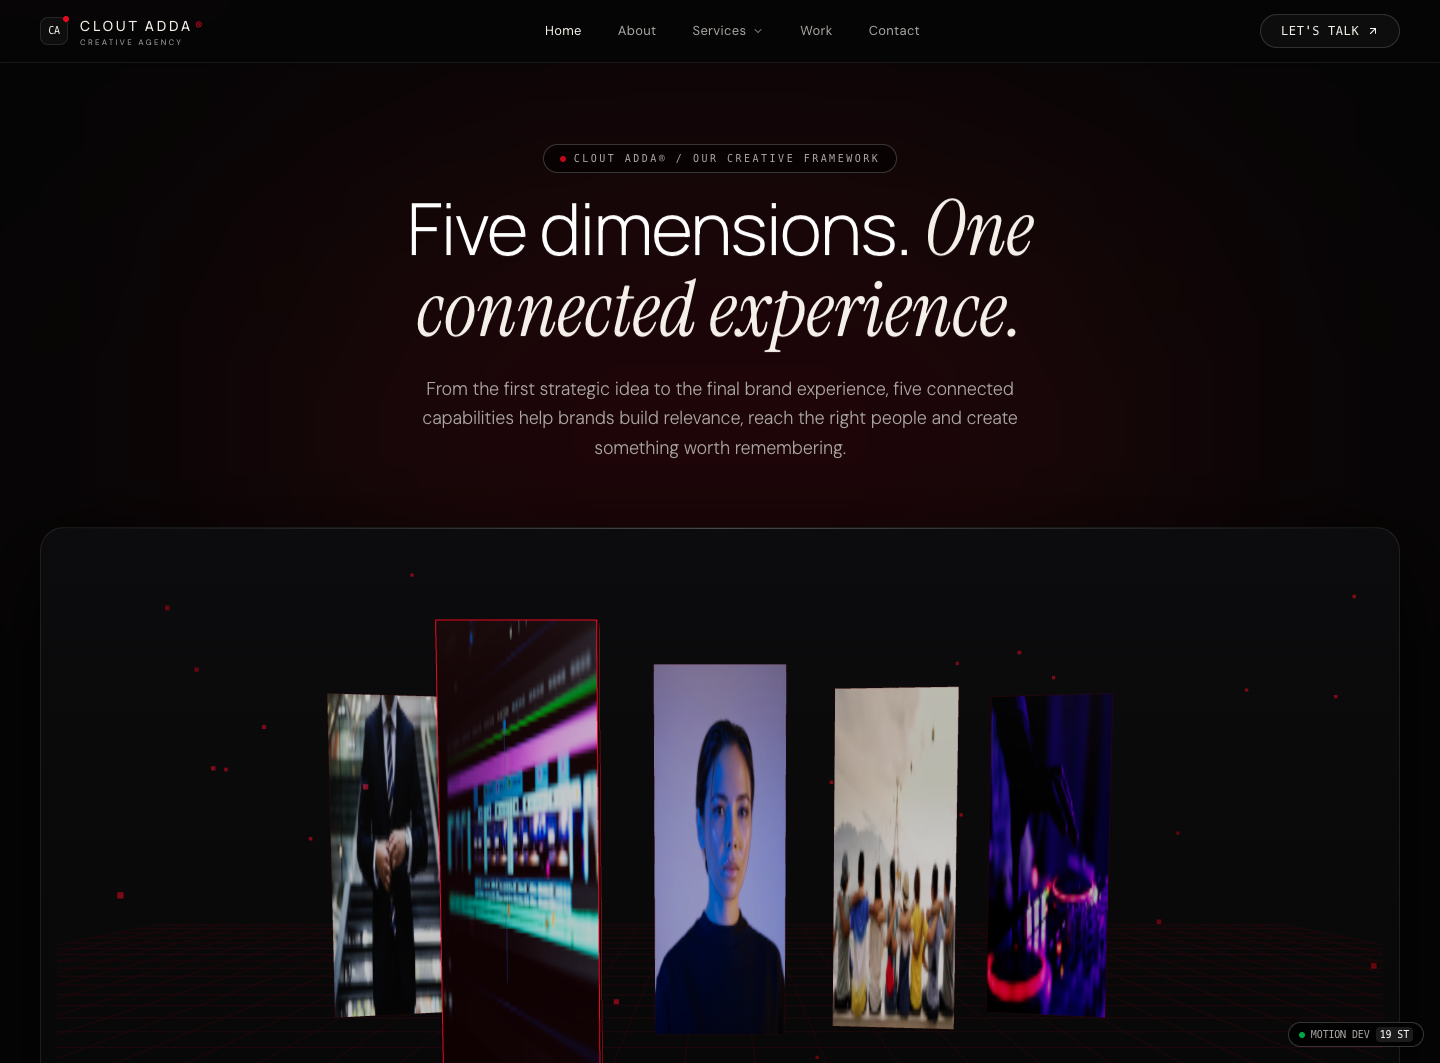 CA
CLOUT ADDA®
CREATIVE AGENCY
Home
About
Services
Work
Contact
LET'S TALK
CLOUT ADDA® / OUR CREATIVE FRAMEWORK
Five dimensions. One
connected experience.
From the first strategic idea to the final brand experience, five connected
capabilities help brands build relevance, reach the right people and create
something worth remembering.
MOTION DEV 19 ST